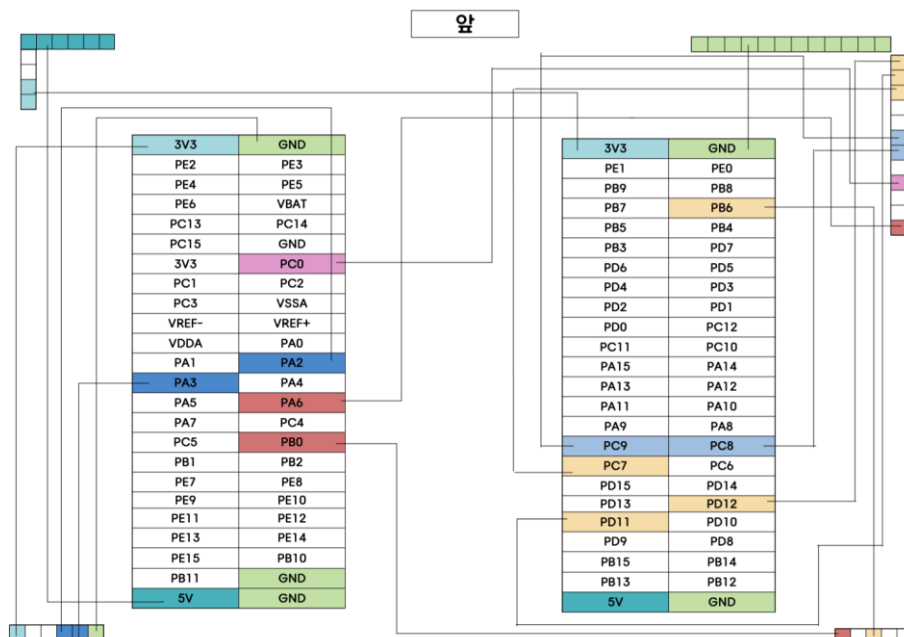 앞
3V3 GND
PE2 PE3
PE4 PE5
PE6 VBAT
PC13 PC14
PC15 GND
3V3 PC0
PC1 PC2
PC3 VSSA
VREF- VREF+
VDDA PA0
PA1 PA2
PA3 PA4
PA5 PA6
PA7 PC4
PC5 PB0
PB1 PB2
PE7 PE8
PE9 PE10
PE11 PE12
PE13 PE14
PE15 PB10
PB11 GND
5V GND
3V3 GND
PE1 PE0
PB9 PB8
PB7 PB6
PB5 PB4
PB3 PD7
PD6 PD5
PD4 PD3
PD2 PD1
PD0 PC12
PC11 PC10
PA15 PA14
PA13 PA12
PA11 PA10
PA9 PA8
PC9 PC8
PC7 PC6
PD15 PD14
PD13 PD12
PD11 PD10
PD9 PD8
PB15 PB14
PB13 PB12
5V GND